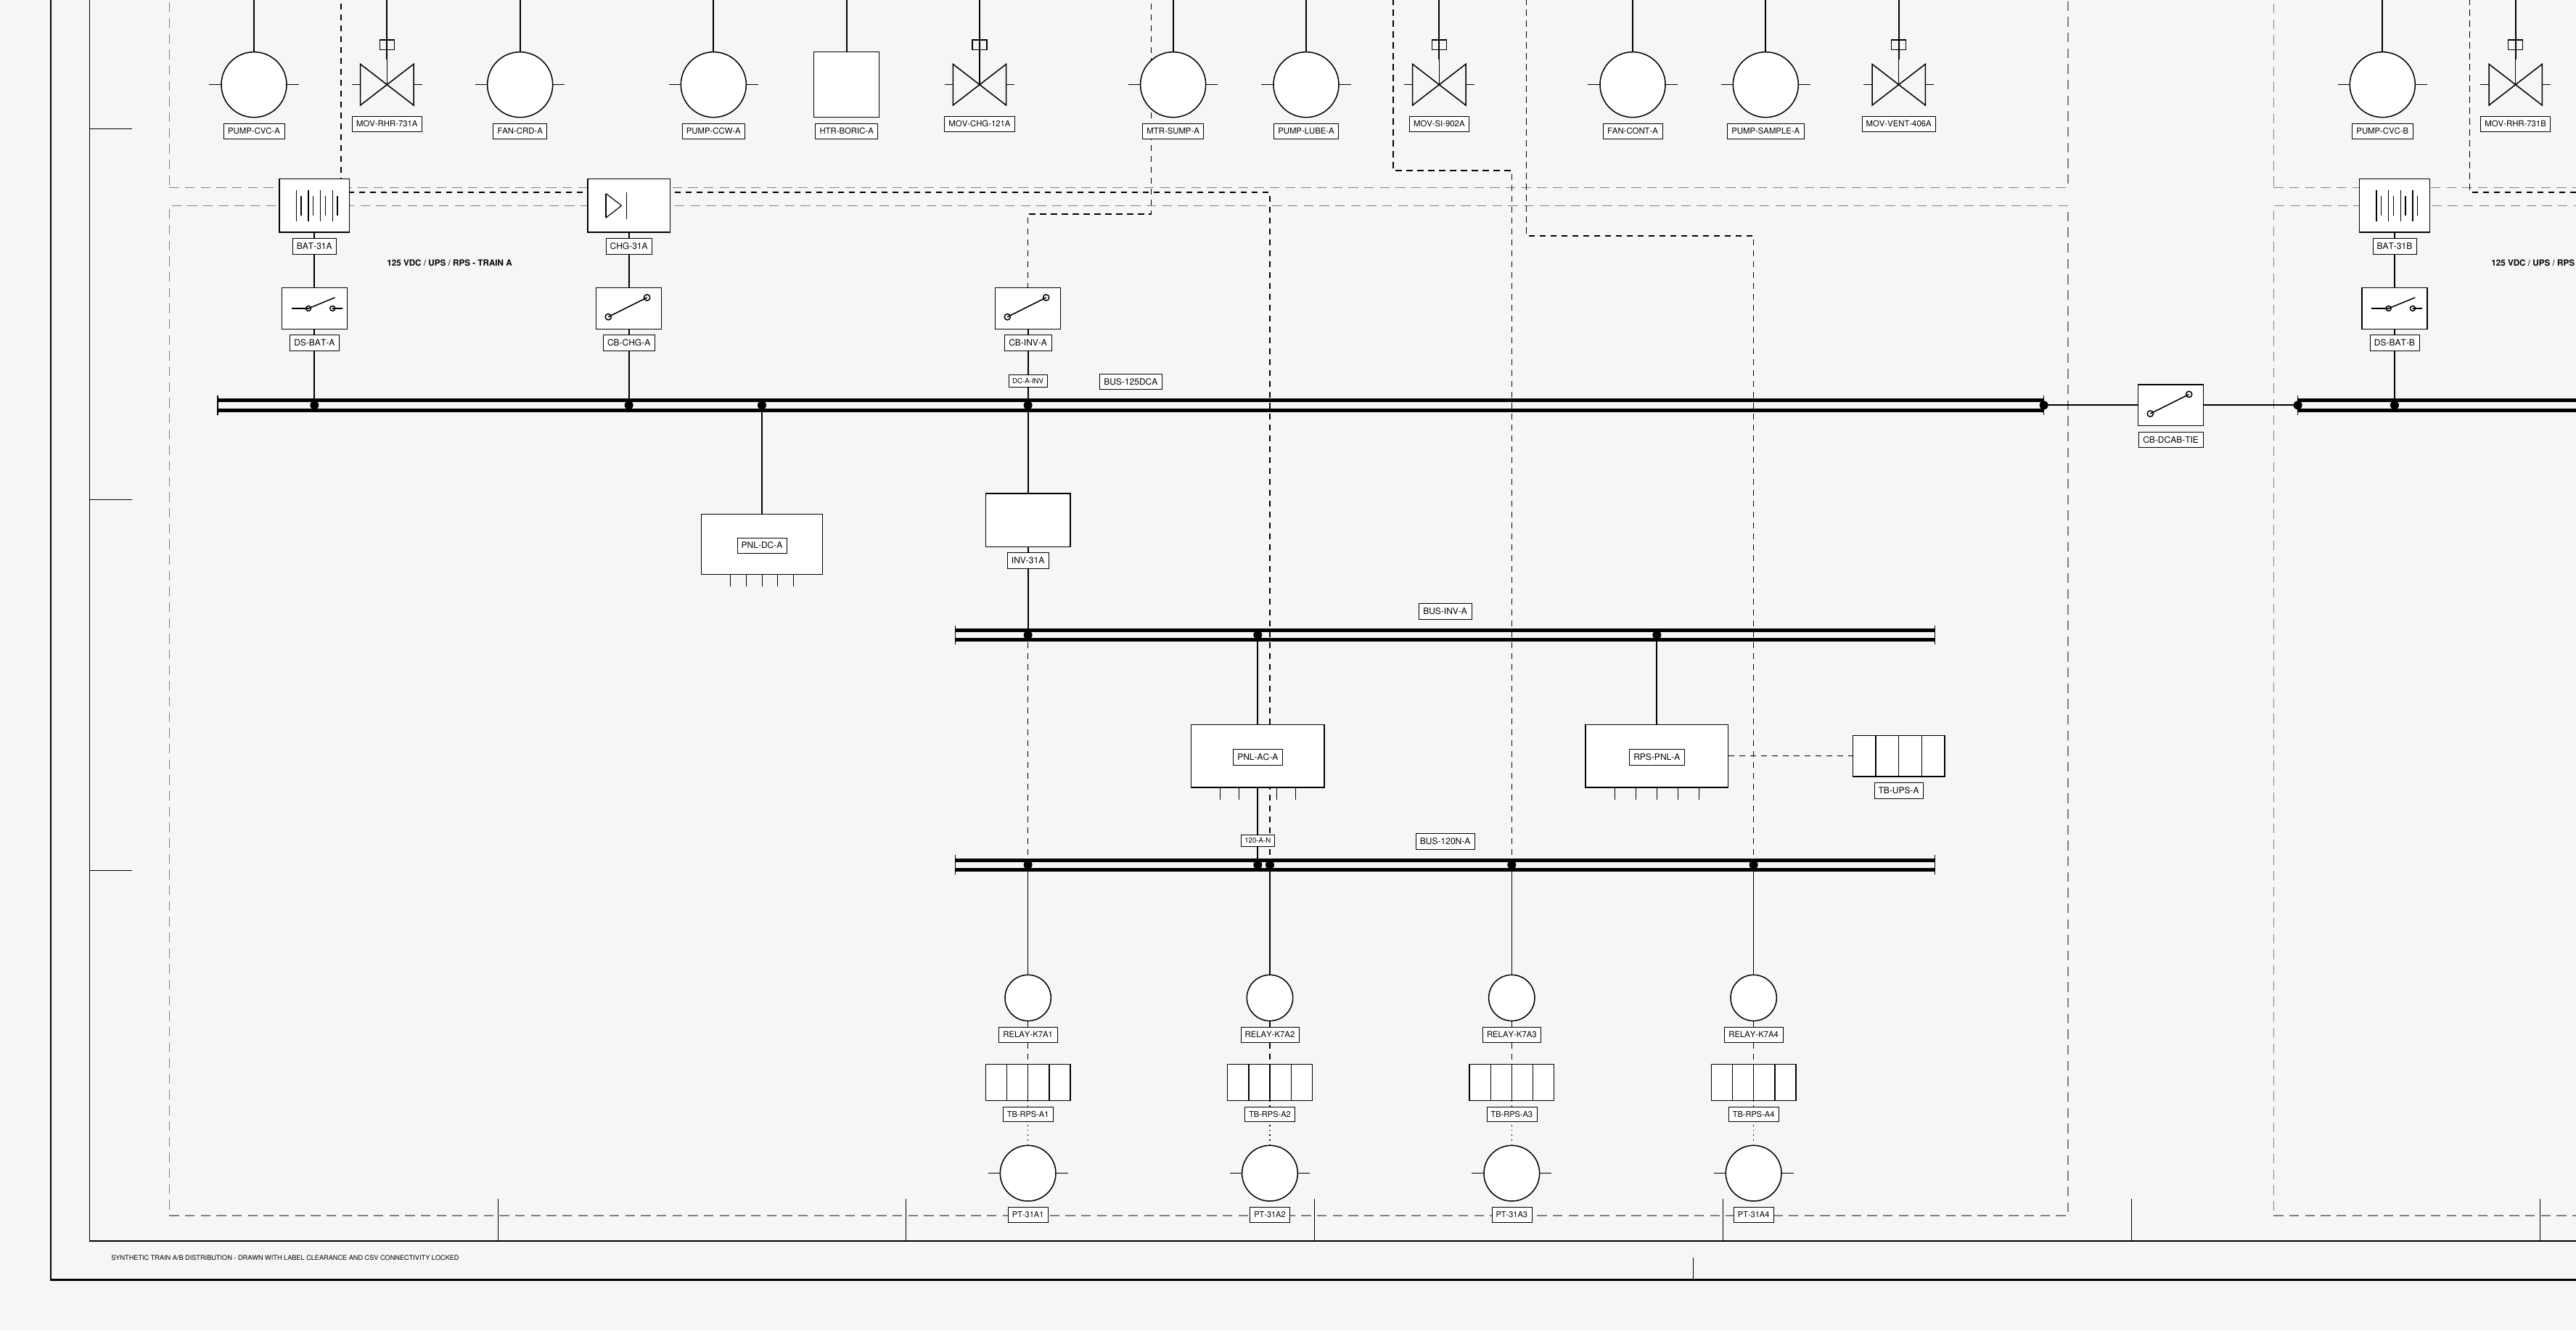 PUMP-CVC-A
MOV-RHR-731A
FAN-CRD-A
PUMP-CCW-A
HTR-BORIC-A
MOV-CHG-121A
MTR-SUMP-A
PUMP-LUBE-A
MOV-SI-902A
FAN-CONT-A
PUMP-SAMPLE-A
MOV-VENT-406A
PUMP-CVC-B
MOV-RHR-731B
BAT-31A
CHG-31A
BAT-31B
125 VDC / UPS / RPS - TRAIN A
125 VDC / UPS / RPS
DS-BAT-A
CB-CHG-A
CB-INV-A
DS-BAT-B
DC-A-INV
BUS-125DCA
CB-DCAB-TIE
PNL-DC-A
INV-31A
BUS-INV-A
PNL-AC-A
RPS-PNL-A
TB-UPS-A
120-A-N
BUS-120N-A
RELAY-K7A1
RELAY-K7A2
RELAY-K7A3
RELAY-K7A4
TB-RPS-A1
TB-RPS-A2
TB-RPS-A3
TB-RPS-A4
PT-31A1
PT-31A2
PT-31A3
PT-31A4
SYNTHETIC TRAIN A/B DISTRIBUTION - DRAWN WITH LABEL CLEARANCE AND CSV CONNECTIVITY LOCKED